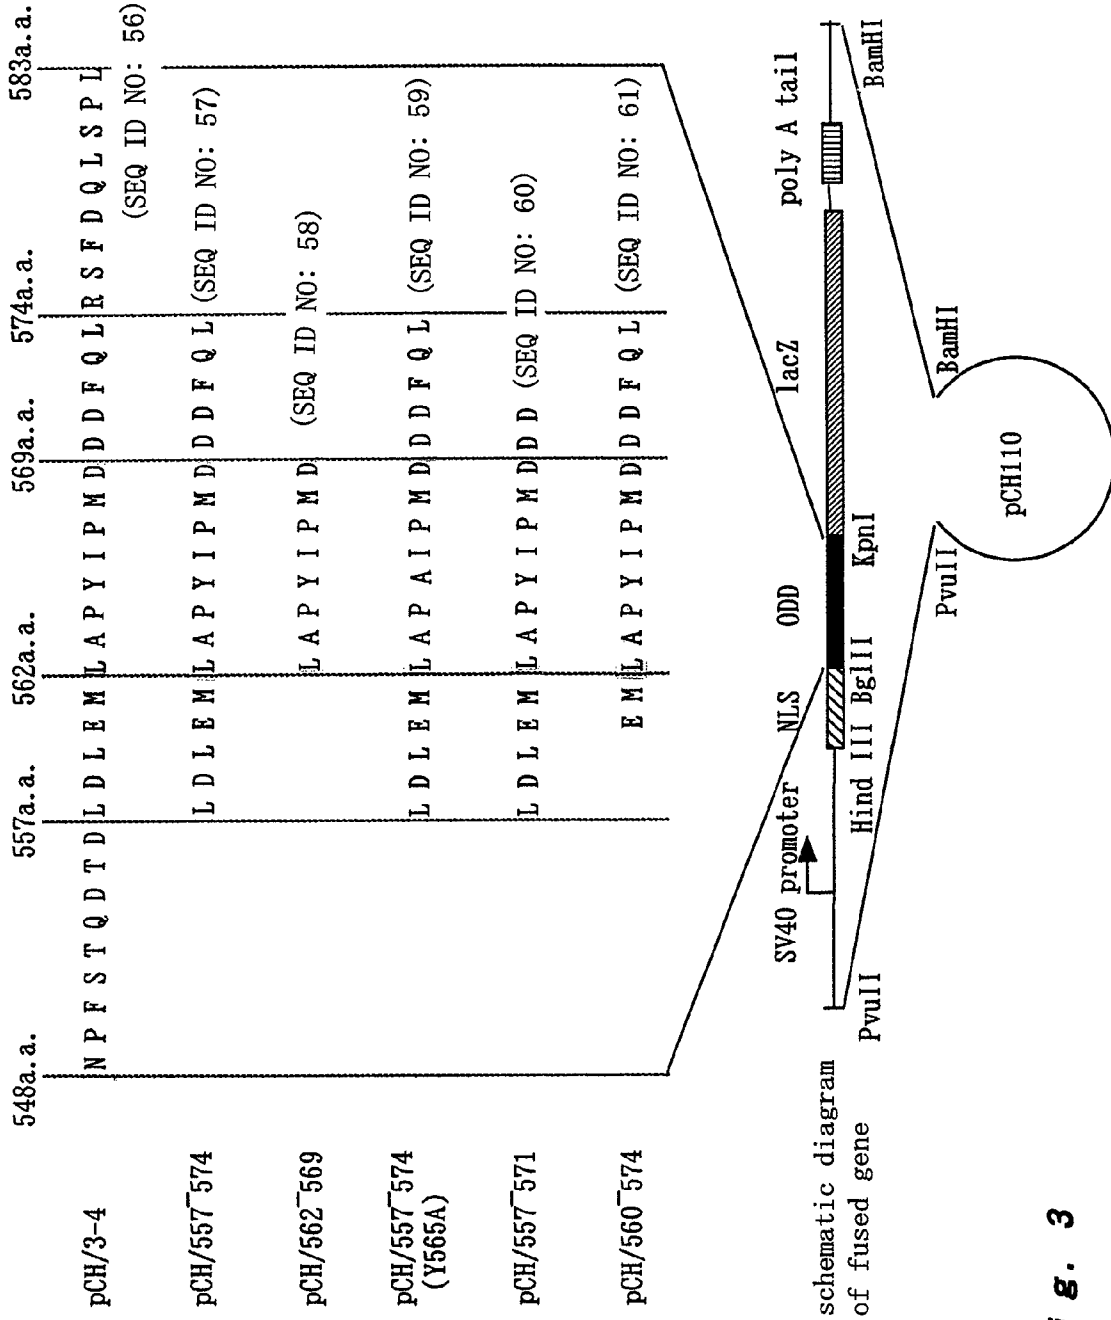 548a.a. 557a.a. 562a.a. 569a.a. 574a.a. 583a.a.
pCH/3-4 N P F S T Q D T D L D L E M L A P Y I P M D D D F Q L R S F D Q L S P L
(SEQ ID NO: 56)
pCH/557‾574 L D L E M L A P Y I P M D D D F Q L (SEQ ID NO: 57)
pCH/562‾569 L A P Y I P M D (SEQ ID NO: 58)
pCH/557‾574 L D L E M L A P A I P M D D D F Q L (SEQ ID NO: 59)
(Y565A)
pCH/557‾571 L D L E M L A P Y I P M D D D (SEQ ID NO: 60)
pCH/560‾574 E M L A P Y I P M D D D F Q L (SEQ ID NO: 61)
SV40 promoter NLS ODD lacZ poly A tail
schematic diagram
of fused gene
PvuII Hind III BglII KpnI BamHI
PvuII BamHI
pCH110
g. 3